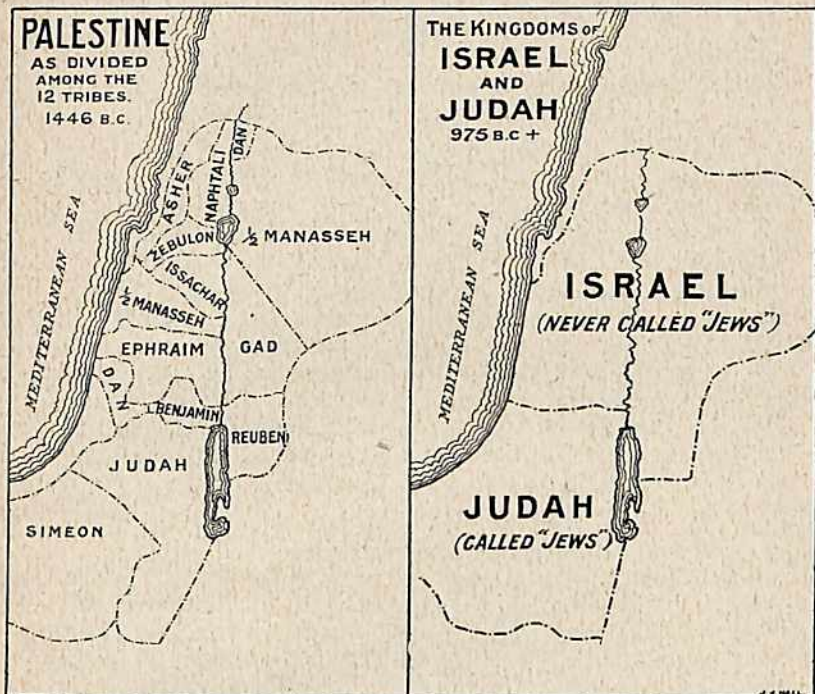 PALESTINE
AS DIVIDED
AMONG THE
12 TRIBES.
1446 B.C.
MEDITERRANEAN SEA
ASHER
NAPHTALI
DAN
ZEBULON
½ MANASSEH
ISSACHAR
½ MANASSEH
EPHRAIM
GAD
DAN
BENJAMIN
REUBEN
JUDAH
SIMEON
THE KINGDOMS OF
ISRAEL
AND
JUDAH
975 B.C +
MEDITERRANEAN SEA
ISRAEL
(NEVER CALLED "JEWS")
JUDAH
(CALLED "JEWS")